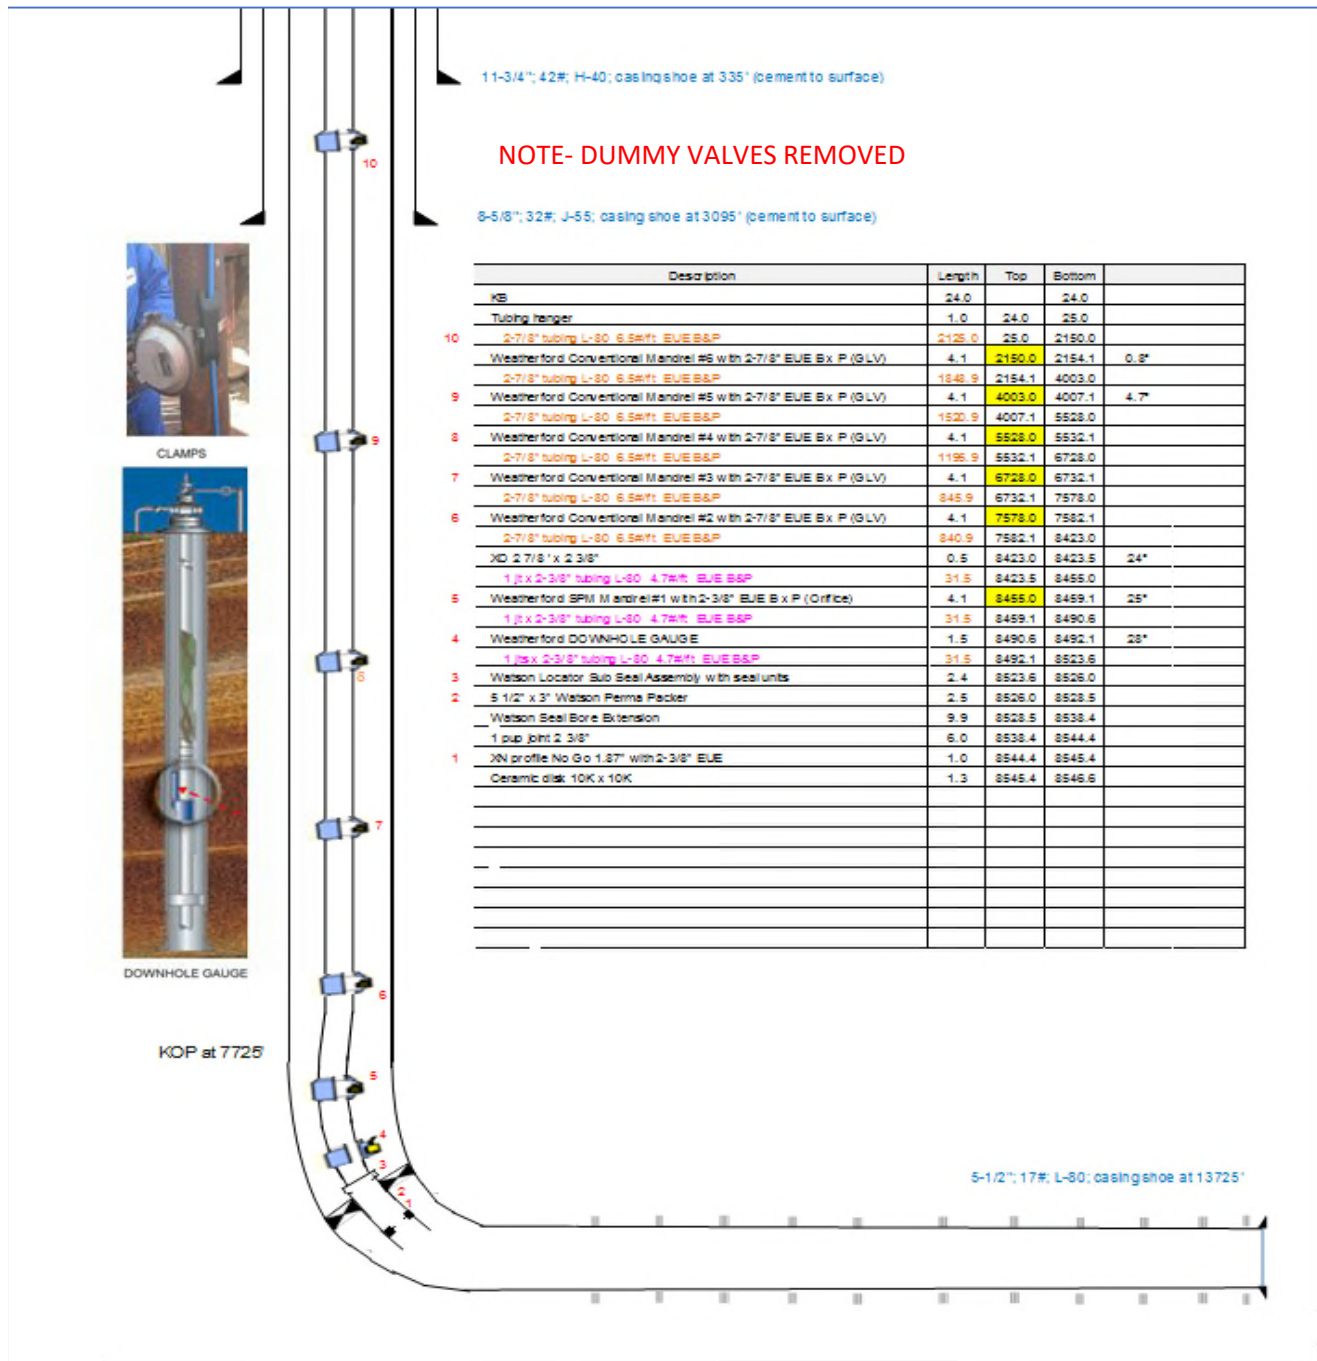 11-3/4"; 42#; H-40; casing shoe at 335' (cement to surface)
10
NOTE- DUMMY VALVES REMOVED
8-5/8"; 32#; J-55; casing shoe at 3095' (cement to surface)
Description Length Top Bottom
KB 24.0 24.0
Tubing hanger 1.0 24.0 25.0
10 2-7/8" tubing L-80 6.5#/ft EUE B&P 2125.0 25.0 2150.0
Weatherford Conventional Mandrel #6 with 2-7/8" EUE B x P (GLV) 4.1 2150.0 2154.1 0.8°
2-7/8" tubing L-80 6.5#/ft EUE B&P 1848.9 2154.1 4003.0
9 Weatherford Conventional Mandrel #5 with 2-7/8" EUE B x P (GLV) 4.1 4003.0 4007.1 4.7°
2-7/8" tubing L-80 6.5#/ft EUE B&P 1520.9 4007.1 5528.0
8 Weatherford Conventional Mandrel #4 with 2-7/8" EUE B x P (GLV) 4.1 5528.0 5532.1
2-7/8" tubing L-80 6.5#/ft EUE B&P 1195.9 5532.1 6728.0
7 Weatherford Conventional Mandrel #3 with 2-7/8" EUE B x P (GLV) 4.1 6728.0 6732.1
2-7/8" tubing L-80 6.5#/ft EUE B&P 845.9 6732.1 7578.0
6 Weatherford Conventional Mandrel #2 with 2-7/8" EUE B x P (GLV) 4.1 7578.0 7582.1
2-7/8" tubing L-80 6.5#/ft EUE B&P 840.9 7582.1 8423.0
XO 2 7/8' x 2 3/8" 0.5 8423.0 8423.5 24°
1 jt x 2-3/8" tubing L-80 4.7#/ft EUE B&P 31.5 8423.5 8455.0
5 Weatherford SPM Mandrel #1 with 2-3/8" EUE B x P (Orifice) 4.1 8455.0 8459.1 25°
1 jt x 2-3/8" tubing L-80 4.7#/ft EUE B&P 31.5 8459.1 8490.6
4 Weatherford DOWNHOLE GAUGE 1.5 8490.6 8492.1 28°
1 jts x 2-3/8" tubing L-80 4.7#/ft EUE B&P 31.5 8492.1 8523.6
3 Watson Locator Sub Seal Assembly with seal units 2.4 8523.6 8526.0
2 5 1/2" x 3" Watson Perma Packer 2.5 8526.0 8528.5
Watson Seal Bore Extension 9.9 8528.5 8538.4
1 pup joint 2 3/8" 6.0 8538.4 8544.4
1 XN profile No Go 1.87" with 2-3/8" EUE 1.0 8544.4 8545.4
Ceramic disk 10K x 10K 1.3 8545.4 8546.6
CLAMPS
9
8
7
DOWNHOLE GAUGE
6
KOP at 7725'
5
4
3
2
1
5-1/2"; 17#; L-80; casing shoe at 13725'